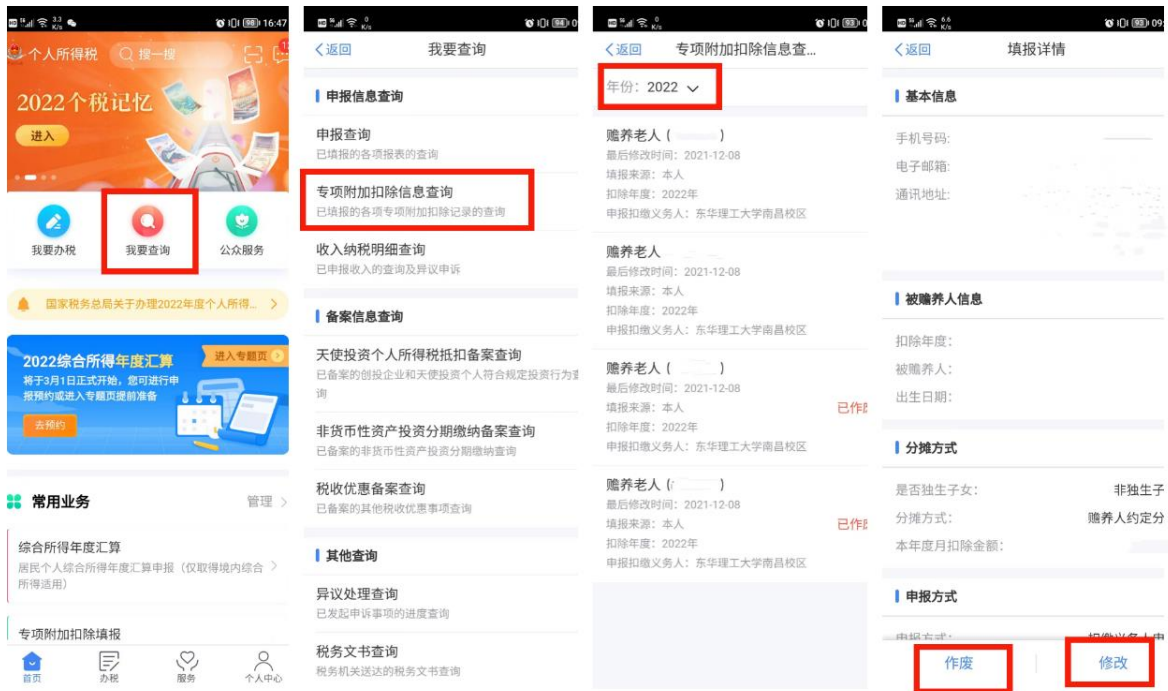 3.3 K/s 98 16:47
个人所得税 搜一搜
2022个税记忆
进入
我要办税 我要查询 公众服务
国家税务总局关于办理2022年度个人所得...
2022综合所得年度汇算 进入专题页
将于3月1日正式开始，您可进行申
报预约或进入专题页提前准备
去预约
常用业务 管理
综合所得年度汇算
居民个人综合所得年度汇算申报（仅取得境内综合
所得适用）
专项附加扣除填报
首页 办税 服务 个人中心
0 K/s 94
返回 我要查询
申报信息查询
申报查询
已填报的各项报表的查询
专项附加扣除信息查询
已填报的各项专项附加扣除记录的查询
收入纳税明细查询
已申报收入的查询及异议申诉
备案信息查询
天使投资个人所得税抵扣备案查询
已备案的创投企业和天使投资个人符合规定投资行为查
询
非货币性资产投资分期缴纳备案查询
已备案的非货币性资产投资分期缴纳查询
税收优惠备案查询
已备案的其他税收优惠事项查询
其他查询
异议处理查询
已发起申诉事项的进度查询
税务文书查询
税务机关送达的税务文书查询
0 K/s 93
返回 专项附加扣除信息查...
年份：2022
赡养老人 ( )
最后修改时间：2021-12-08
填报来源：本人
扣除年度：2022年
申报扣缴义务人：东华理工大学南昌校区
赡养老人
最后修改时间：2021-12-08
填报来源：本人
扣除年度：2022年
申报扣缴义务人：东华理工大学南昌校区
赡养老人 ( )
最后修改时间：2021-12-08
填报来源：本人 已作
扣除年度：2022年
申报扣缴义务人：东华理工大学南昌校区
赡养老人 ( )
最后修改时间：2021-12-08
填报来源：本人 已作
扣除年度：2022年
申报扣缴义务人：东华理工大学南昌校区
6.6 K/s 93 09:
返回 填报详情
基本信息
手机号码：
电子邮箱：
通讯地址：
被赡养人信息
扣除年度：
被赡养人：
出生日期：
分摊方式
是否独生子女： 非独生子
分摊方式： 赡养人约定分
本年度月扣除金额：
申报方式
作废 修改